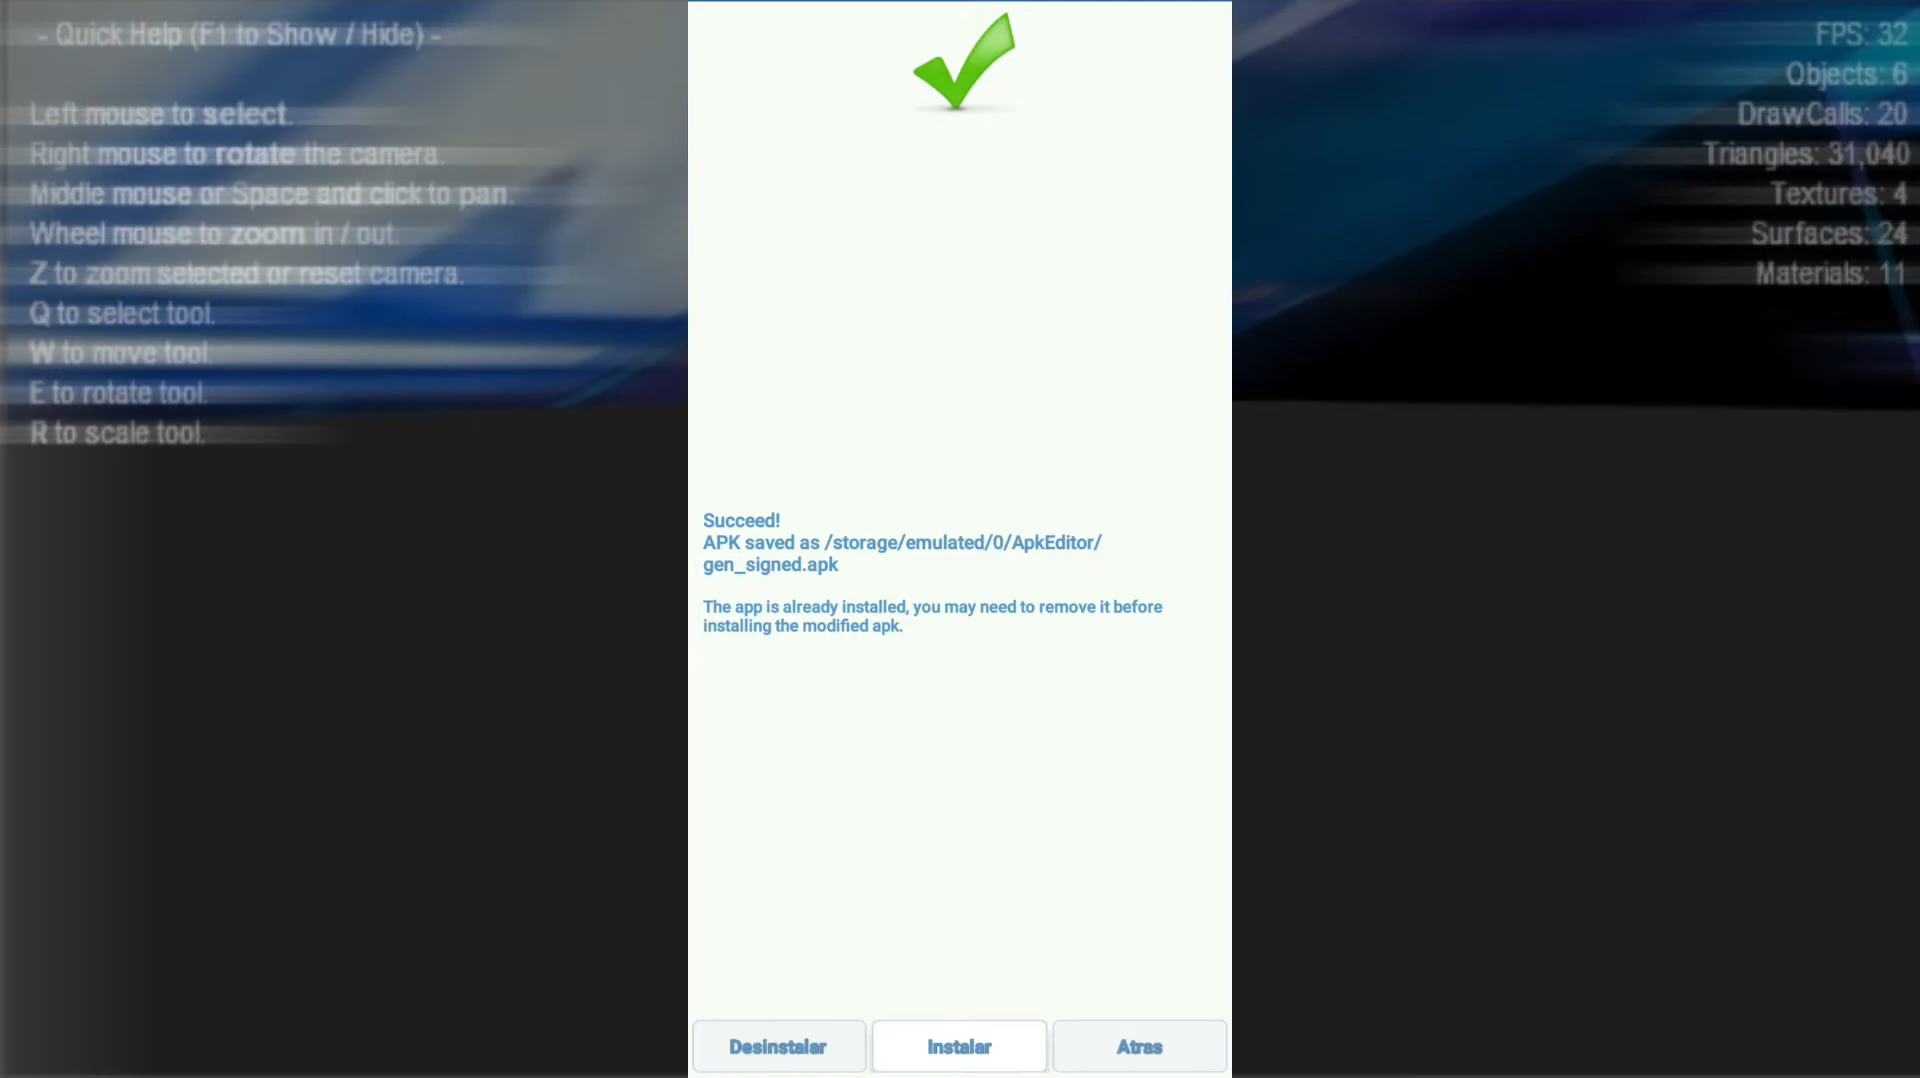 - Quick Help (F1 to Show / Hide) -
Left mouse to select.
Right mouse to rotate the camera.
Middle mouse or Space and click to pan.
Wheel mouse to zoom in / out.
Z to zoom selected or reset camera.
Q to select tool.
W to move tool.
E to rotate tool.
R to scale tool.
Succeed!
APK saved as /storage/emulated/0/ApkEditor/
gen_signed.apk
The app is already installed, you may need to remove it before
installing the modified apk.
Desinstalar
Instalar
Atras
FPS: 32
Objects: 6
DrawCalls: 20
Triangles: 31,040
Textures: 4
Surfaces: 24
Materials: 11